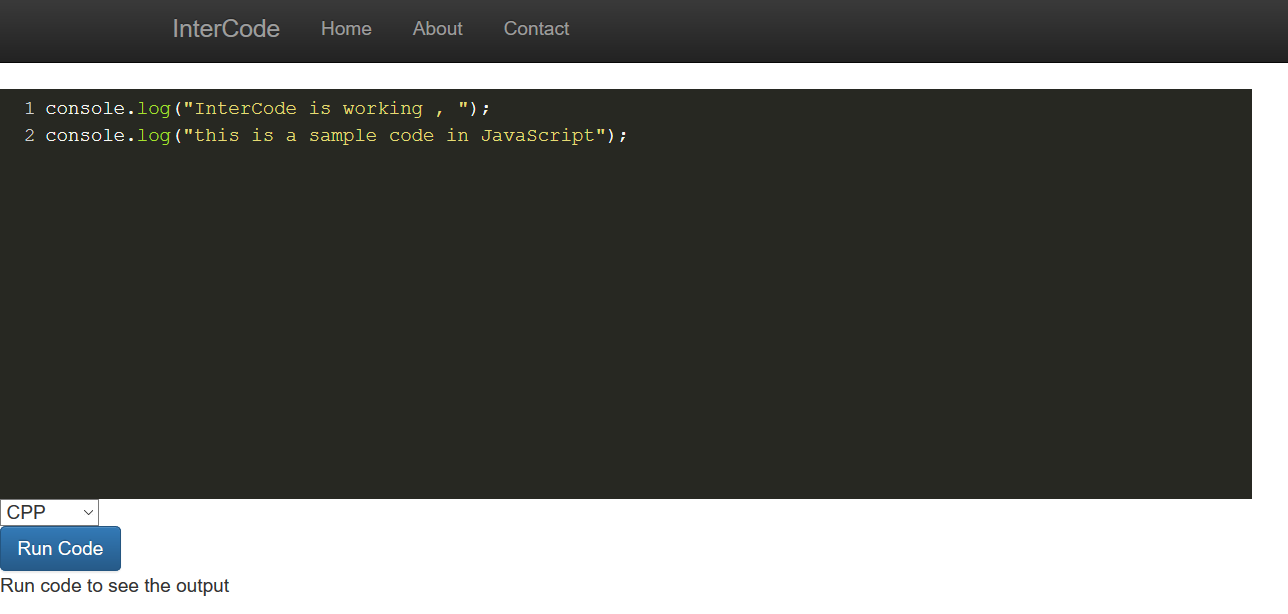 InterCode Home About Contact
1 console.log("InterCode is working , ");
2 console.log("this is a sample code in JavaScript");
CPP
Run Code
Run code to see the output